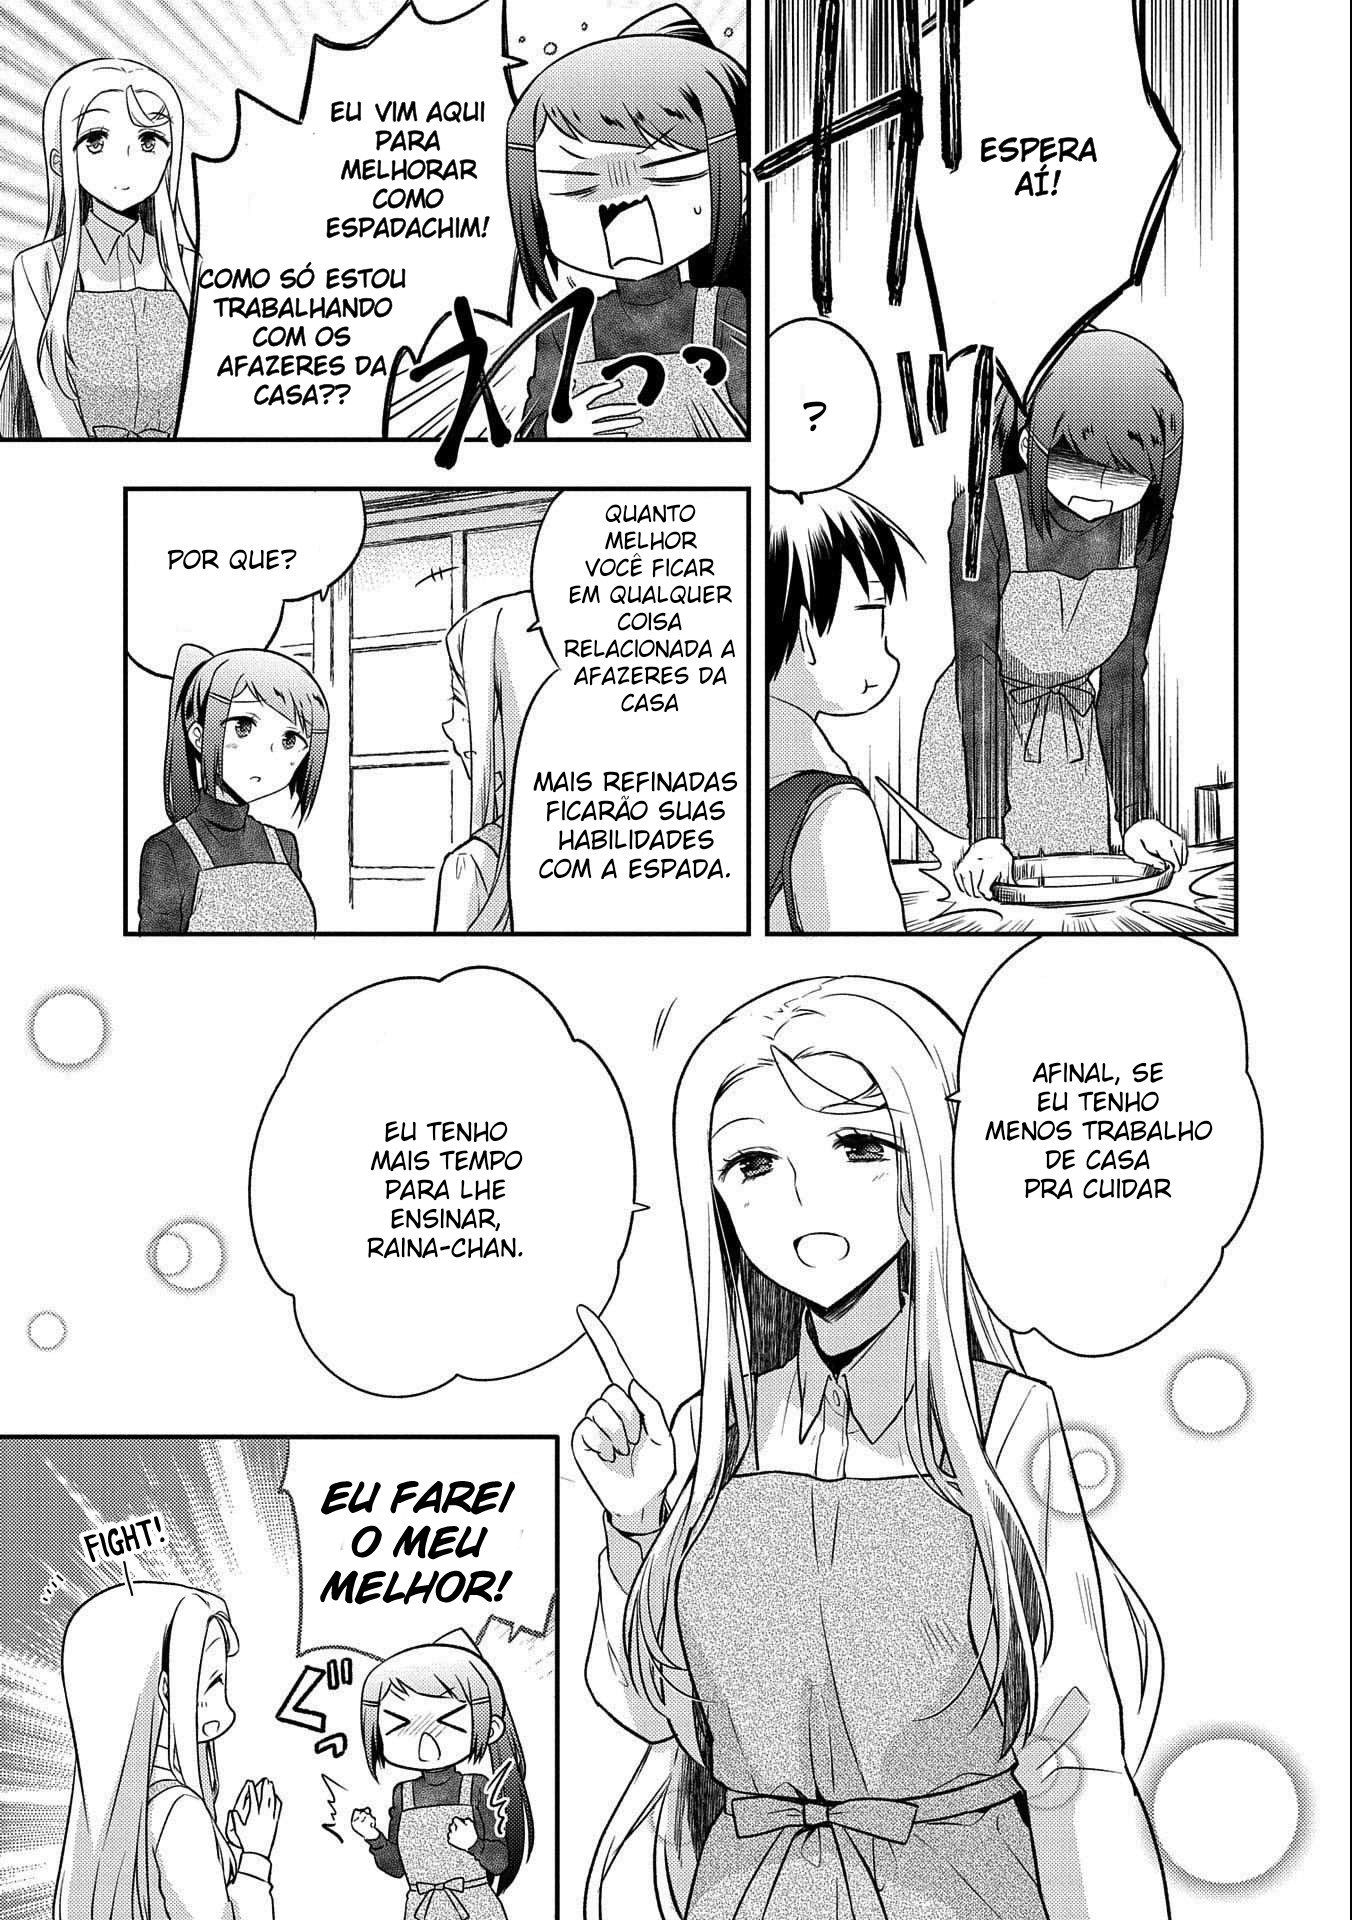 ESPERA
AÍ!
?
EU VIM AQUI
PARA
MELHORAR
COMO
ESPADACHIM!
COMO SÓ ESTOU
TRABALHANDO
COM OS
AFAZERES DA
CASA??
QUANTO
MELHOR
VOCÊ FICAR
EM QUALQUER
COISA
RELACIONADA A
AFAZERES DA
CASA
MAIS REFINADAS
FICARÃO SUAS
HABILIDADES
COM A ESPADA.
POR QUE?
AFINAL, SE
EU TENHO
MENOS TRABALHO
DE CASA
PRA CUIDAR
EU TENHO
MAIS TEMPO
PARA LHE
ENSINAR,
RAINA-CHAN.
EU FAREI
O MEU
MELHOR!
ぐっ
FIGHT!